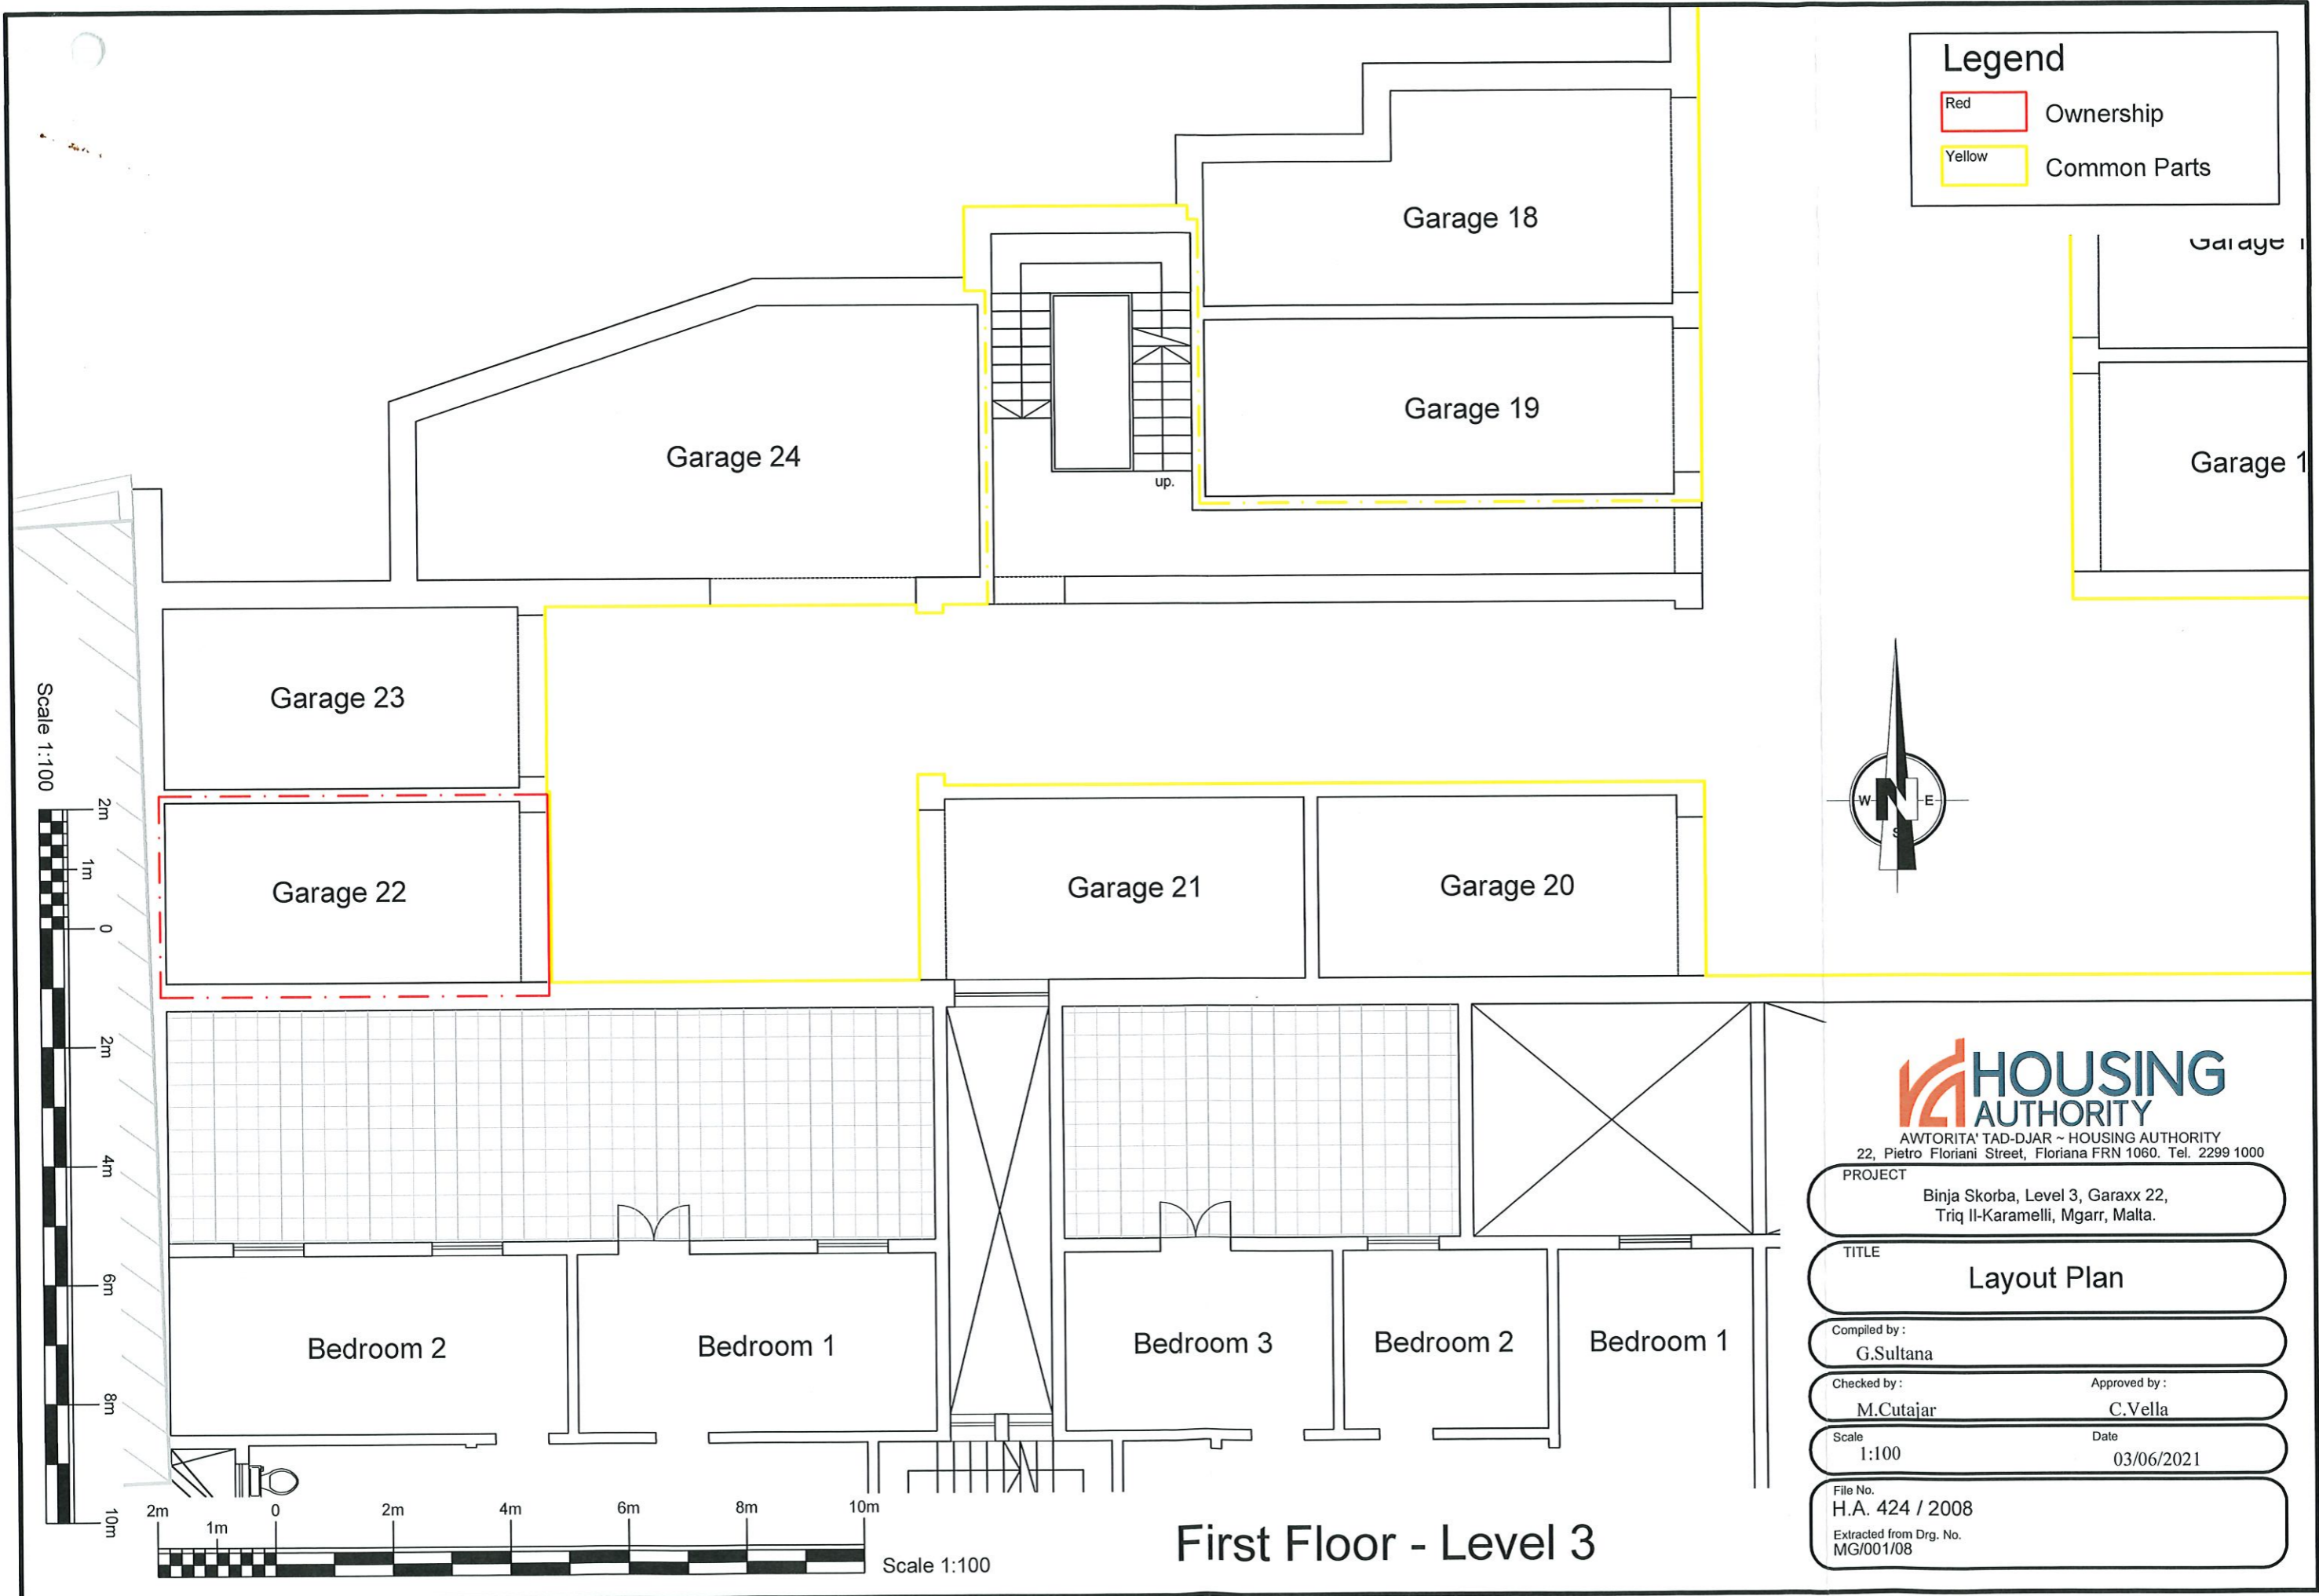 Legend
Red
Ownership
Yellow
Common Parts
Garage 18
Garage 19
Garage 24
up.
Garage
Garage 1
Garage 23
Garage 22
Garage 21
Garage 20
W
N
E
S
Scale 1:100
2m
1m
0
2m
4m
6m
8m
10m
Bedroom 2
Bedroom 1
Bedroom 3
Bedroom 2
Bedroom 1
2m
1m
0
2m
4m
6m
8m
10m
Scale 1:100
First Floor - Level 3
HOUSING
AUTHORITY
AWTORITA' TAD-DJAR ~ HOUSING AUTHORITY
22, Pietro Floriani Street, Floriana FRN 1060. Tel. 2299 1000
PROJECT
Binja Skorba, Level 3, Garaxx 22,
Triq Il-Karamelli, Mgarr, Malta.
TITLE
Layout Plan
Compiled by :
G.Sultana
Checked by :
M.Cutajar
Approved by :
C.Vella
Scale
1:100
Date
03/06/2021
File No.
H.A. 424 / 2008
Extracted from Drg. No.
MG/001/08